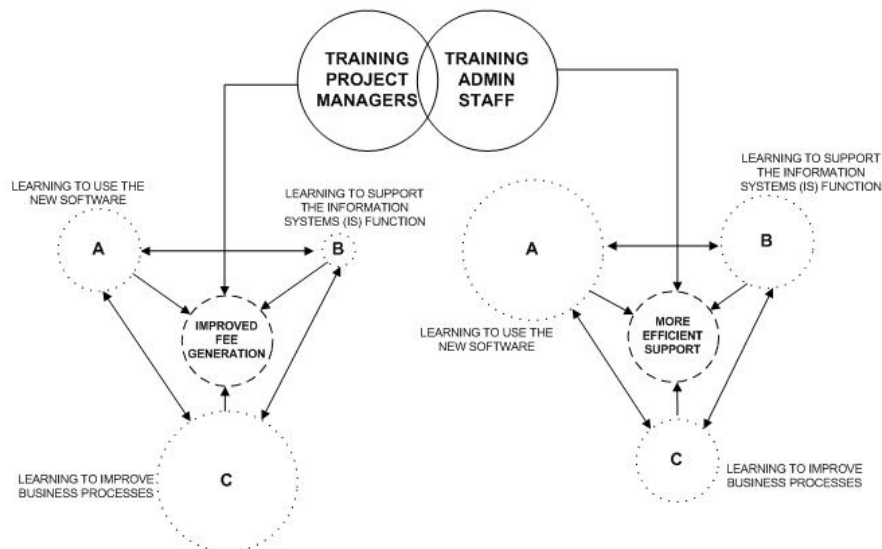 TRAINING
PROJECT
MANAGERS
TRAINING
ADMIN
STAFF
LEARNING TO USE THE
NEW SOFTWARE
A
LEARNING TO SUPPORT
THE INFORMATION
SYSTEMS (IS) FUNCTION
B
IMPROVED
FEE
GENERATION
C
LEARNING TO IMPROVE
BUSINESS PROCESSES
LEARNING TO SUPPORT
THE INFORMATION
SYSTEMS (IS) FUNCTION
A
B
LEARNING TO USE THE
NEW SOFTWARE
MORE
EFFICIENT
SUPPORT
C
LEARNING TO IMPROVE
BUSINESS PROCESSES